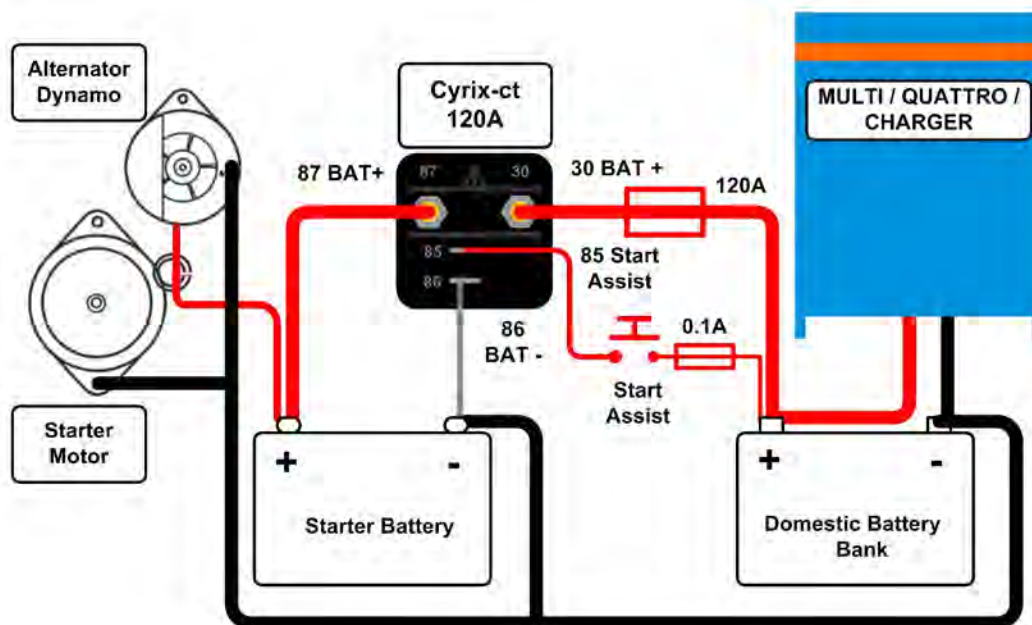 Alternator
Dynamo
Cyrix-ct
120A
MULTI / QUATTRO /
CHARGER
87 BAT+
87
30
30 BAT +
120A
85
85 Start
Assist
86
86
BAT -
0.1A
Start
Assist
Starter
Motor
+
-
Starter Battery
+
-
Domestic Battery
Bank